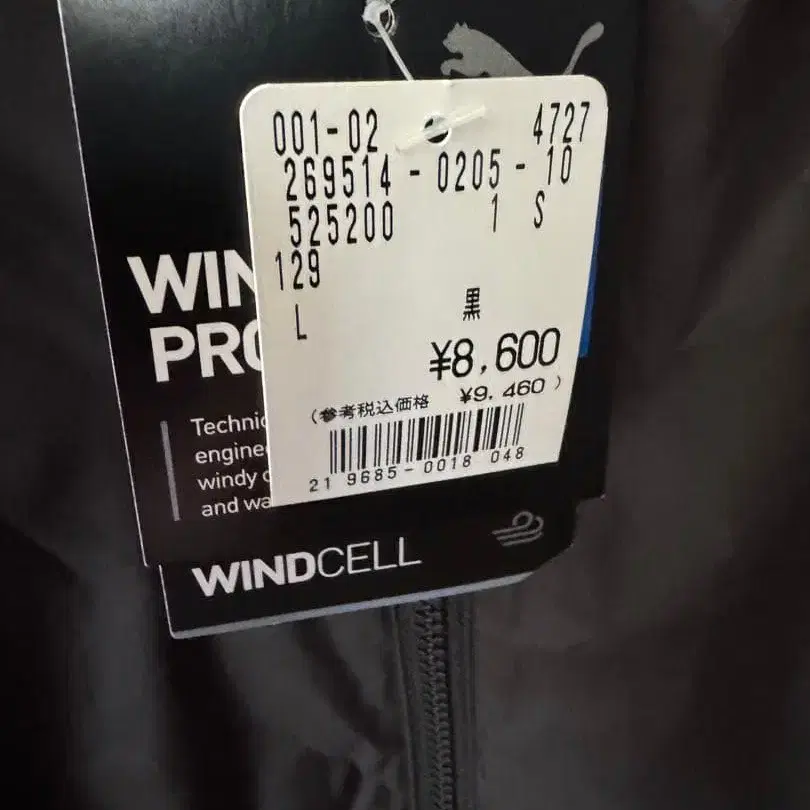 001-02 4727
269514-0205-10
525200 1 S
129
L 黒
¥8,600
(参考税込価格 ¥9,460)
21 9685-0018 048
WIN
PRO
Technic
engine
windy
and wa
WINDCELL